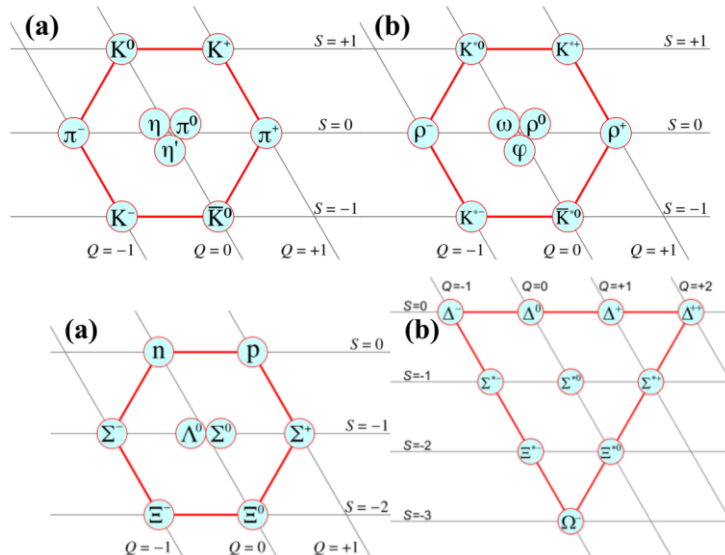 (a)
K⁰ K⁺ S = +1
η π⁰
π⁻ π⁺ S = 0
η'
K⁻ K̅⁰ S = −1
Q = −1 Q = 0 Q = +1
(b)
K*⁰ K*⁺ S = +1
ω ρ⁰
ρ⁻ ρ⁺ S = 0
φ
K*⁻ K̅*⁰ S = −1
Q = −1 Q = 0 Q = +1
(a)
n p S = 0
Σ⁻ Λ⁰ Σ⁰ Σ⁺ S = −1
Ξ⁻ Ξ⁰ S = −2
Q = −1 Q = 0 Q = +1
Q=-1 Q=0 Q=+1 Q=+2
S=0 Δ⁻ Δ⁰ Δ⁺ Δ⁺⁺
(b)
S=-1 Σ*⁻ Σ*⁰ Σ*⁺
S=-2 Ξ*⁻ Ξ*⁰
S=-3 Ω⁻